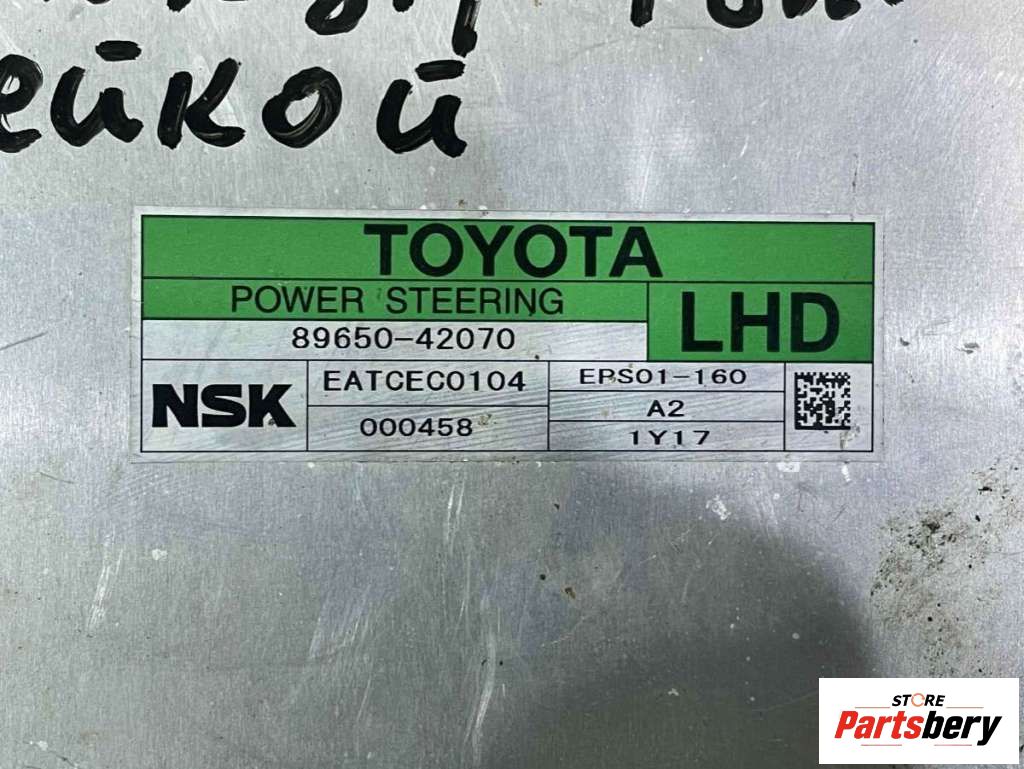 ейкой
TOYOTA
POWER STEERING
LHD
89650-42070
NSK
EATCEC0104
EPS01-160
000458
A2
1Y17
STORE
Partsbery